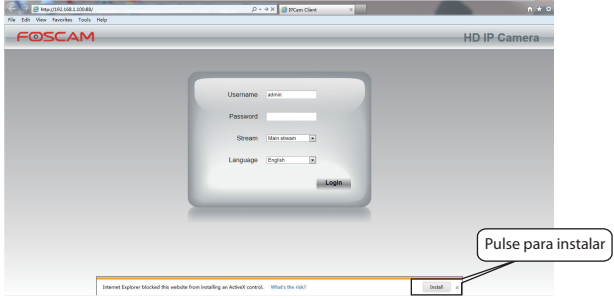 http://192.168.1.100:88/
IPCam Client
File Edit View Favorites Tools Help
FOSCAM
HD IP Camera
Username admin
Password
Stream Main stream
Language English
Login
Pulse para instalar
Internet Explorer blocked this website from installing an ActiveX control. What's the risk? Install